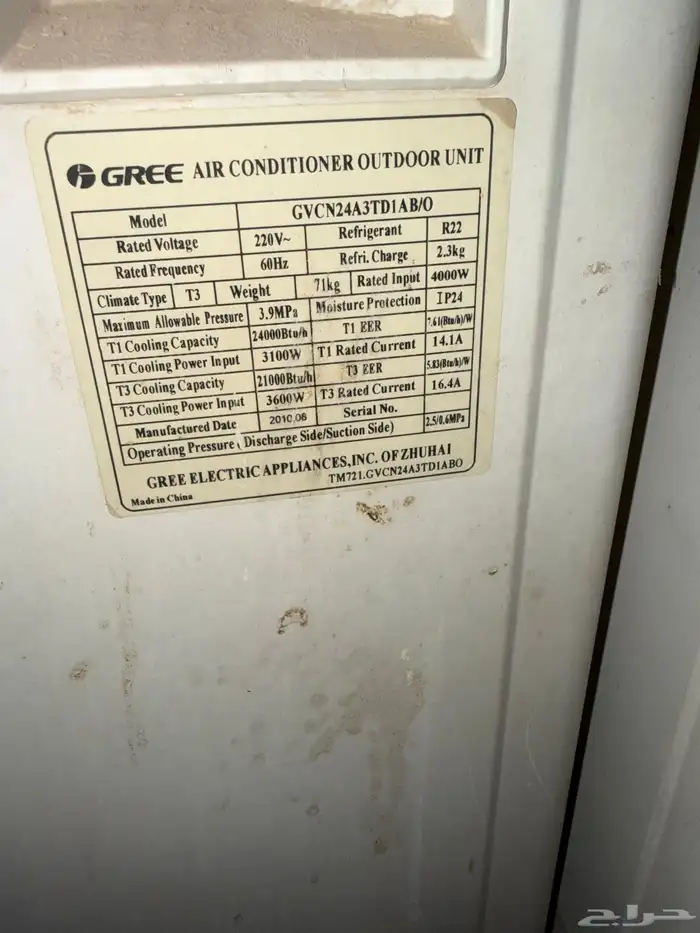 GREE AIR CONDITIONER OUTDOOR UNIT
Model GVCN24A3TD1AB/O
Rated Voltage 220V~ Refrigerant R22
Rated Frequency 60Hz Refri. Charge 2.3kg
Climate Type T3 Weight 71kg Rated Input 4000W
Maximum Allowable Pressure 3.9MPa Moisture Protection IP24
T1 Cooling Capacity 24000Btu/h T1 EER 7.61(Btu/h)/W
T1 Cooling Power Input 3100W T1 Rated Current 14.1A
T3 Cooling Capacity 21000Btu/h T3 EER 5.83(Btu/h)/W
T3 Cooling Power Input 3600W T3 Rated Current 16.4A
Manufactured Date 2010.08 Serial No.
Operating Pressure (Discharge Side/Suction Side) 2.5/0.6MPa
GREE ELECTRIC APPLIANCES,INC. OF ZHUHAI
Made in China TM721.GVCN24A3TD1ABO
حراج